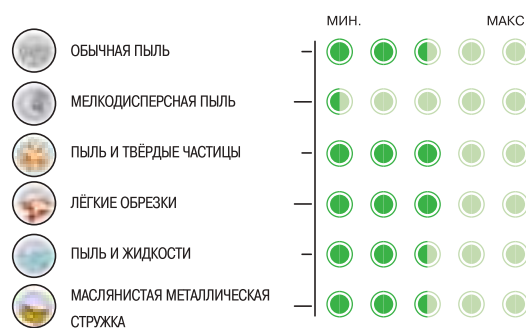 МИН. МАКС
ОБЫЧНАЯ ПЫЛЬ
МЕЛКОДИСПЕРСНАЯ ПЫЛЬ
ПЫЛЬ И ТВЁРДЫЕ ЧАСТИЦЫ
ЛЁГКИЕ ОБРЕЗКИ
ПЫЛЬ И ЖИДКОСТИ
МАСЛЯНИСТАЯ МЕТАЛЛИЧЕСКАЯ
СТРУЖКА